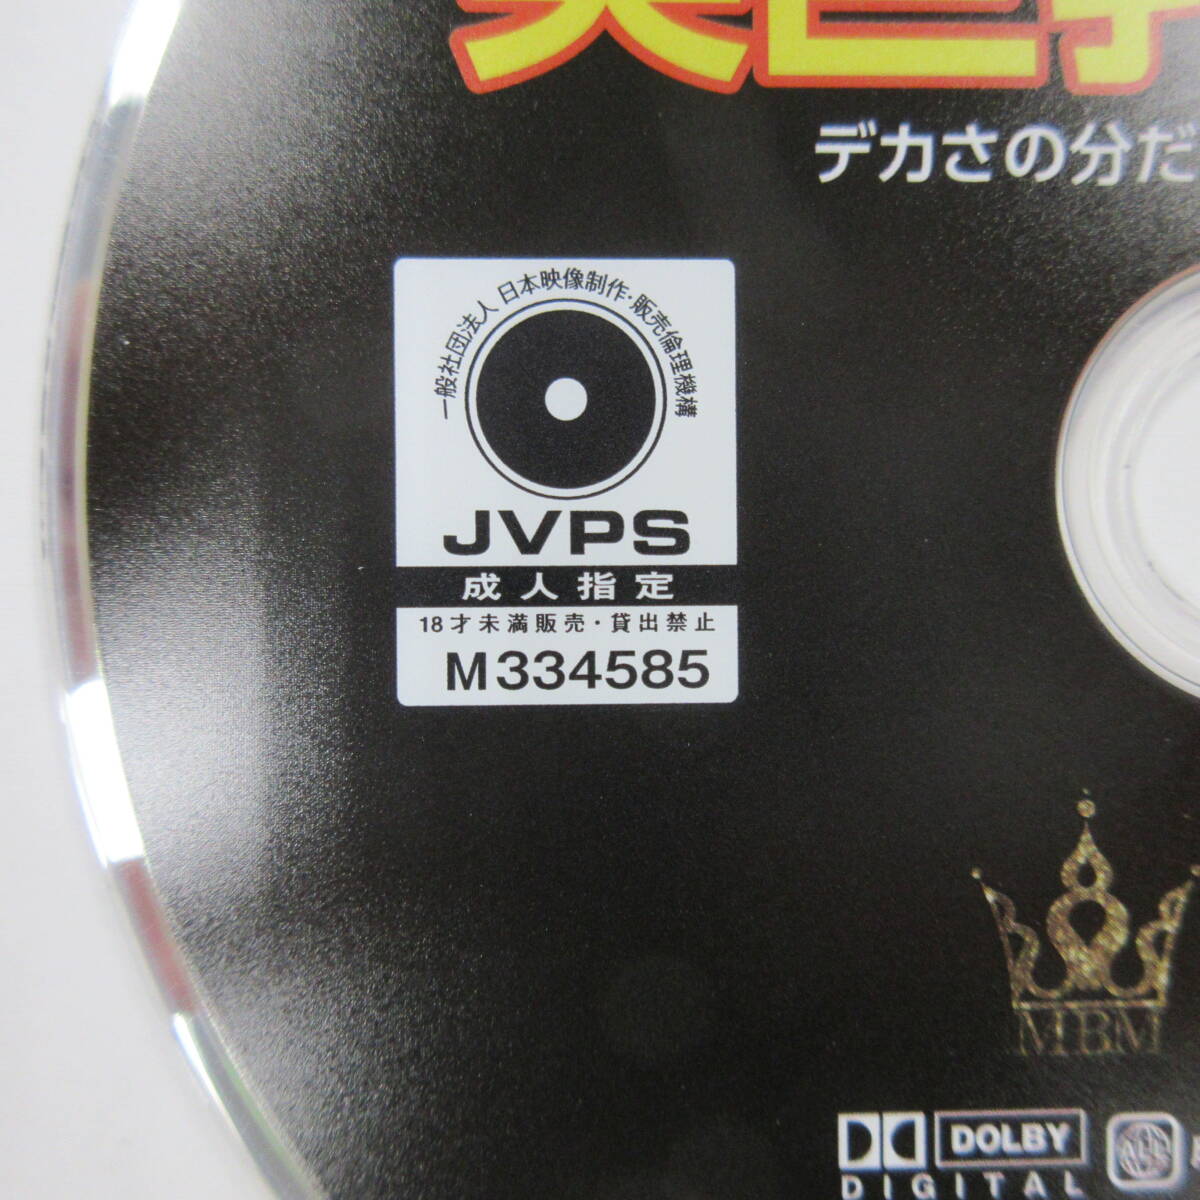 デカさの分だ
一般社団法人 日本映像制作・販売倫理機構
JVPS
成人指定
18才未満販売・貸出禁止
M334585
MBM
DOLBY
DIGITAL
ALL